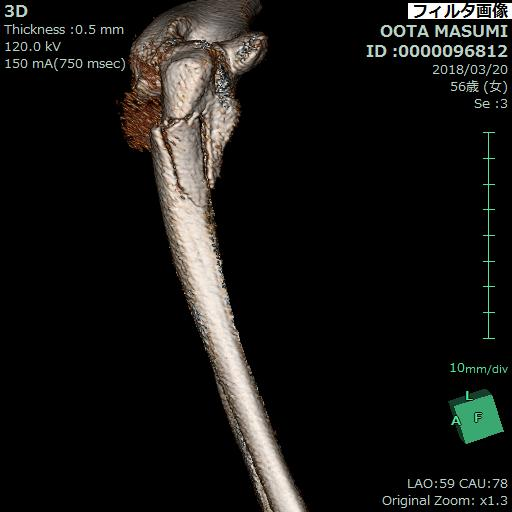 3D
Thickness :0.5 mm
120.0 kV
150 mA(750 msec)
フィルタ画像
OOTA MASUMI
ID :0000096812
2018/03/20
56歳 (女)
Se :3
10mm/div
L
A F
LAO:59 CAU:78
Original Zoom: x1.3